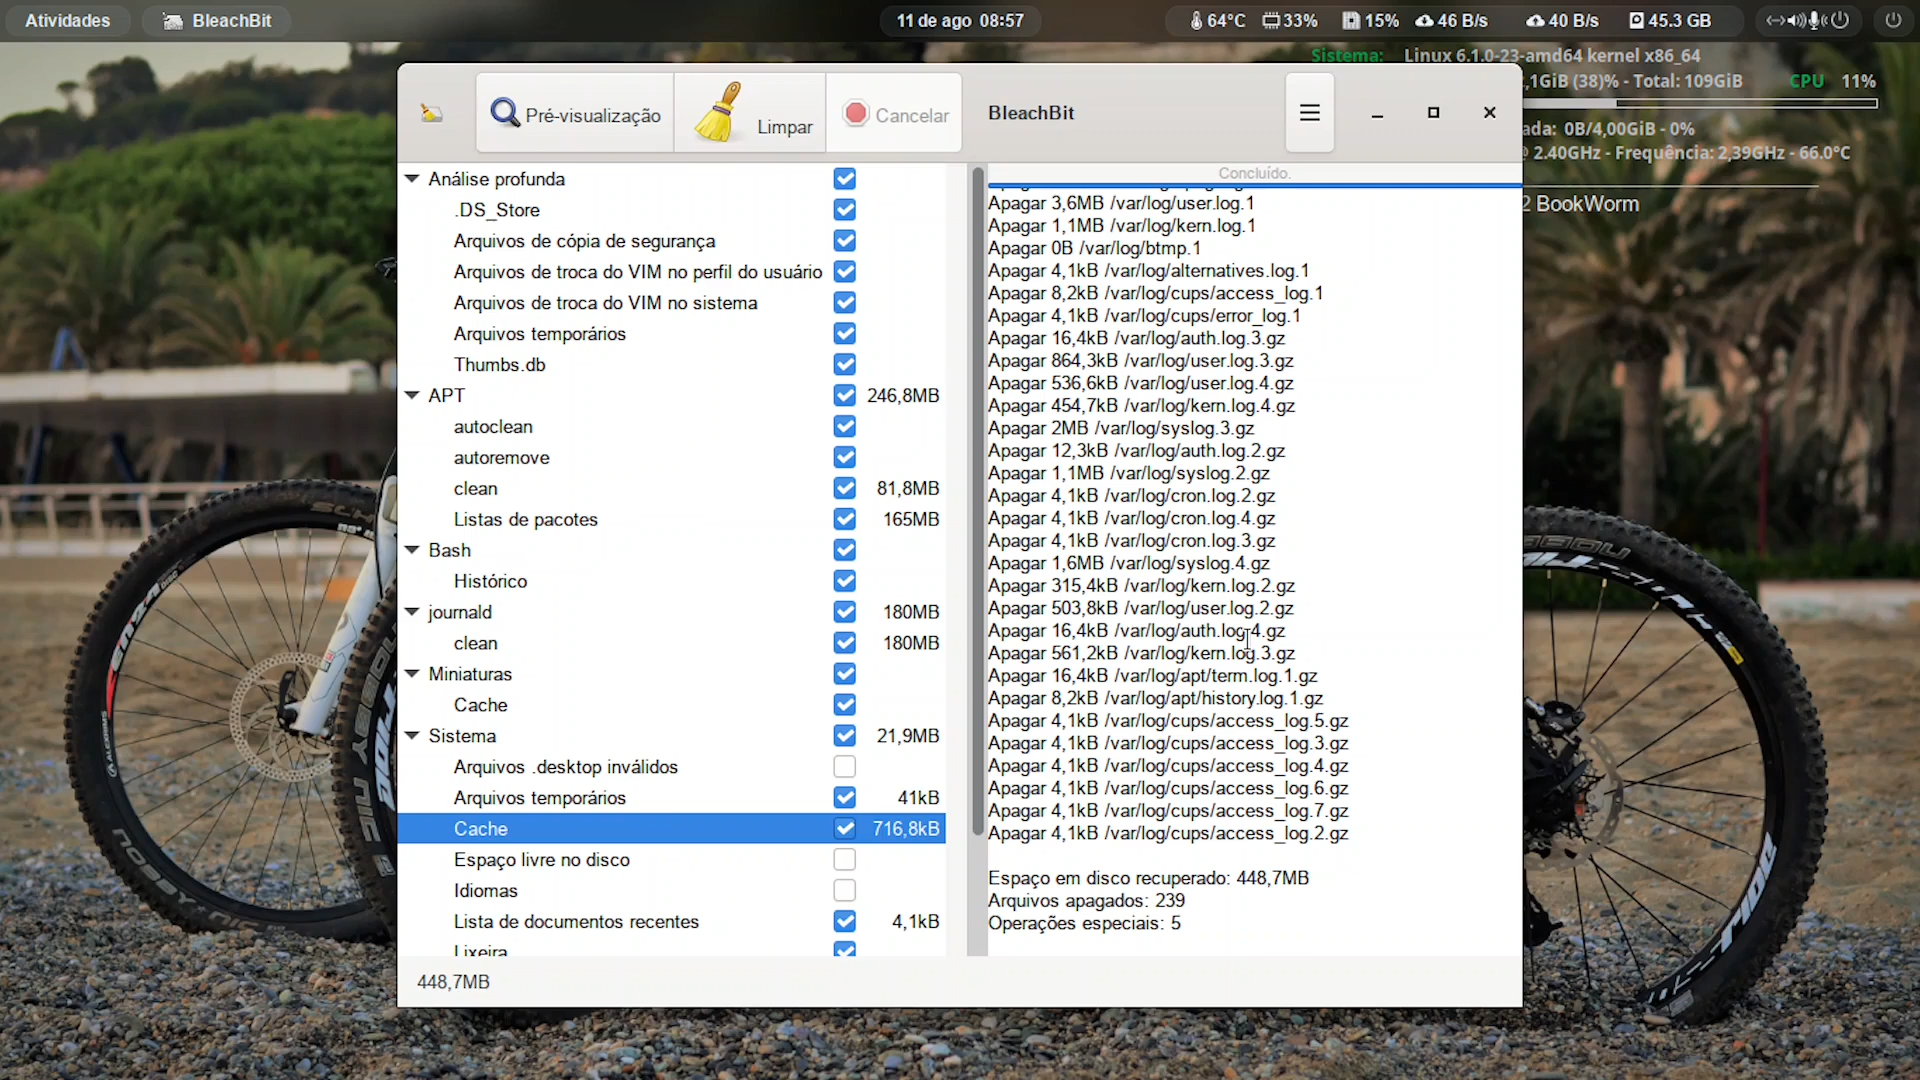 Atividades
BleachBit
11 de ago 08:57
64°C 33% 15% 46 B/s 40 B/s 45.3 GB
Sistema: Linux 6.1.0-23-amd64 kernel x86_64
,1GiB (38)% - Total: 109GiB CPU 11%
ada: 0B/4,00GiB - 0%
2.40GHz - Frequência: 2,39GHz - 66.0°C
2 BookWorm
Pré-visualização
Limpar
Cancelar
BleachBit
Análise profunda
.DS_Store
Arquivos de cópia de segurança
Arquivos de troca do VIM no perfil do usuário
Arquivos de troca do VIM no sistema
Arquivos temporários
Thumbs.db
APT 246,8MB
autoclean
autoremove
clean 81,8MB
Listas de pacotes 165MB
Bash
Histórico
journald 180MB
clean 180MB
Miniaturas
Cache
Sistema 21,9MB
Arquivos .desktop inválidos
Arquivos temporários 41kB
Cache 716,8kB
Espaço livre no disco
Idiomas
Lista de documentos recentes 4,1kB
Lixeira
448,7MB
Concluído.
Apagar 3,6MB /var/log/user.log.1
Apagar 1,1MB /var/log/kern.log.1
Apagar 0B /var/log/btmp.1
Apagar 4,1kB /var/log/alternatives.log.1
Apagar 8,2kB /var/log/cups/access_log.1
Apagar 4,1kB /var/log/cups/error_log.1
Apagar 16,4kB /var/log/auth.log.3.gz
Apagar 864,3kB /var/log/user.log.3.gz
Apagar 536,6kB /var/log/user.log.4.gz
Apagar 454,7kB /var/log/kern.log.4.gz
Apagar 2MB /var/log/syslog.3.gz
Apagar 12,3kB /var/log/auth.log.2.gz
Apagar 1,1MB /var/log/syslog.2.gz
Apagar 4,1kB /var/log/cron.log.2.gz
Apagar 4,1kB /var/log/cron.log.4.gz
Apagar 4,1kB /var/log/cron.log.3.gz
Apagar 1,6MB /var/log/syslog.4.gz
Apagar 315,4kB /var/log/kern.log.2.gz
Apagar 503,8kB /var/log/user.log.2.gz
Apagar 16,4kB /var/log/auth.log.4.gz
Apagar 561,2kB /var/log/kern.log.3.gz
Apagar 16,4kB /var/log/apt/term.log.1.gz
Apagar 8,2kB /var/log/apt/history.log.1.gz
Apagar 4,1kB /var/log/cups/access_log.5.gz
Apagar 4,1kB /var/log/cups/access_log.3.gz
Apagar 4,1kB /var/log/cups/access_log.4.gz
Apagar 4,1kB /var/log/cups/access_log.6.gz
Apagar 4,1kB /var/log/cups/access_log.7.gz
Apagar 4,1kB /var/log/cups/access_log.2.gz
Espaço em disco recuperado: 448,7MB
Arquivos apagados: 239
Operações especiais: 5